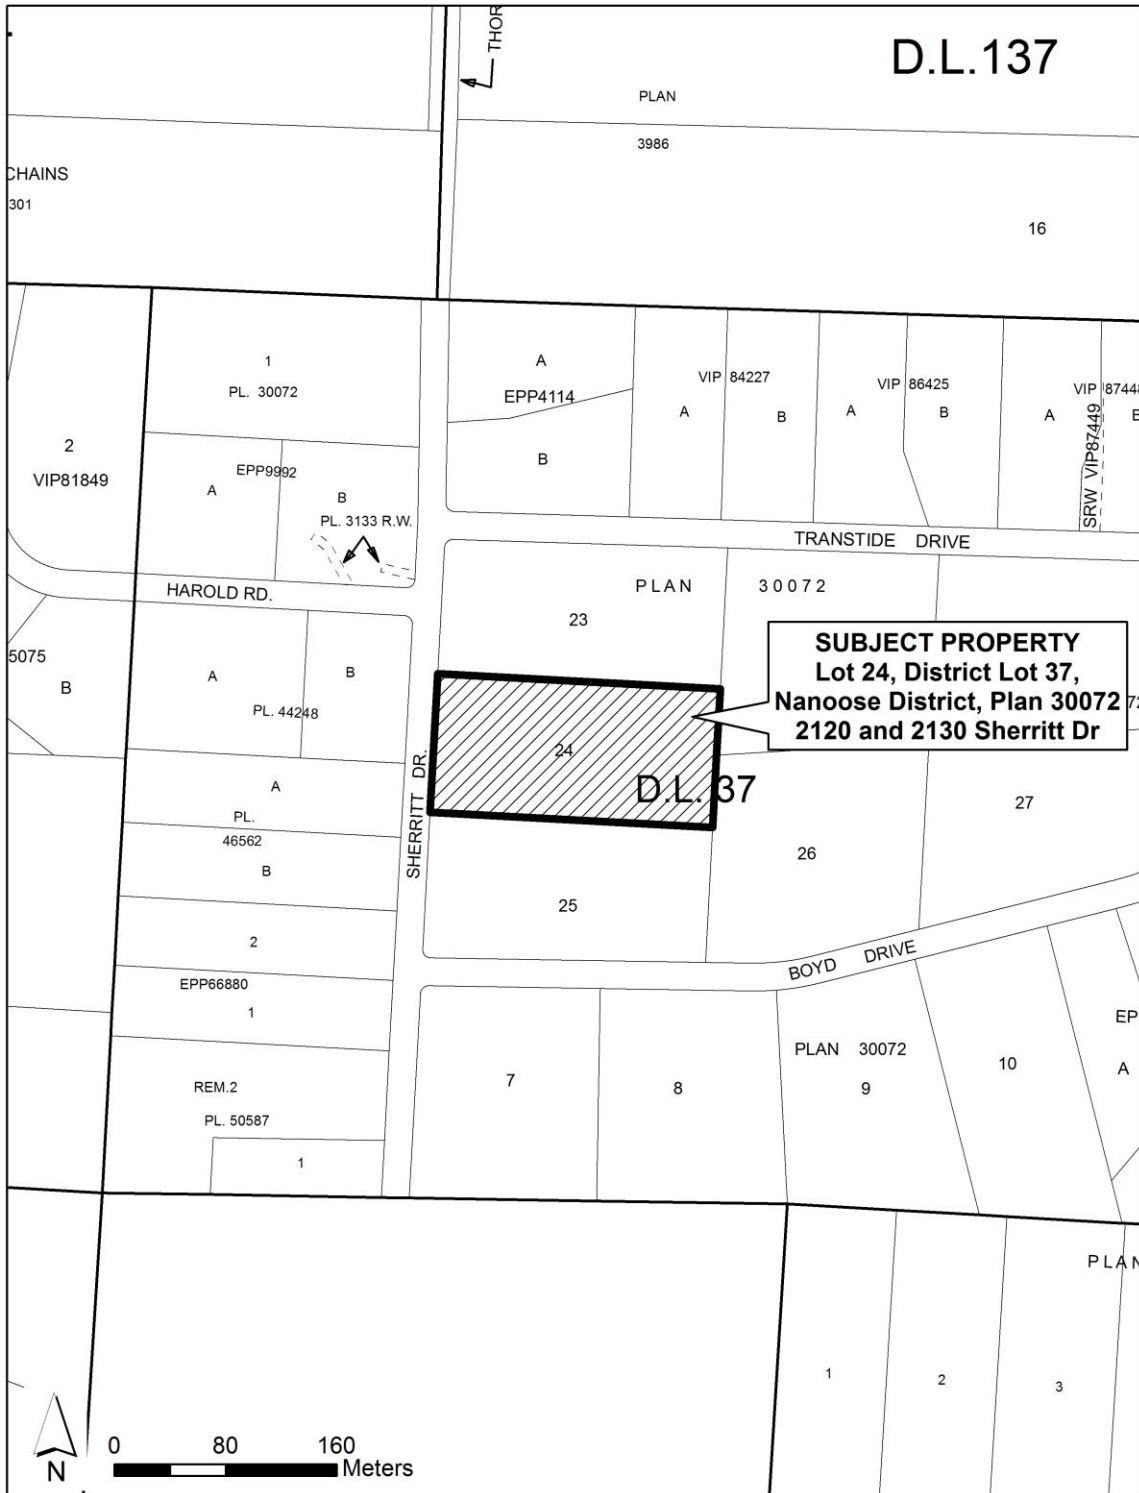 THOR
D.L.137
PLAN
3986
CHAINS
301
16
1
PL. 30072
A
EPP4114
B
A
VIP 84227
B
A
VIP 86425
B
A
VIP 87448
B
SRW VIP87449
2
VIP81849
EPP9992
A
B
PL. 3133 R.W.
TRANSTIDE DRIVE
HAROLD RD.
PLAN 30072
23
SUBJECT PROPERTY
Lot 24, District Lot 37,
Nanoose District, Plan 30072
2120 and 2130 Sherritt Dr
72
5075
B
A
B
PL. 44248
24
D.L. 37
SHERRITT DR.
A
PL.
46562
B
27
26
25
2
EPP66880
1
BOYD DRIVE
REM.2
PL. 50587
1
7
8
PLAN 30072
9
10
EP
A
PLAN
1
2
3
N
0 80 160
Meters